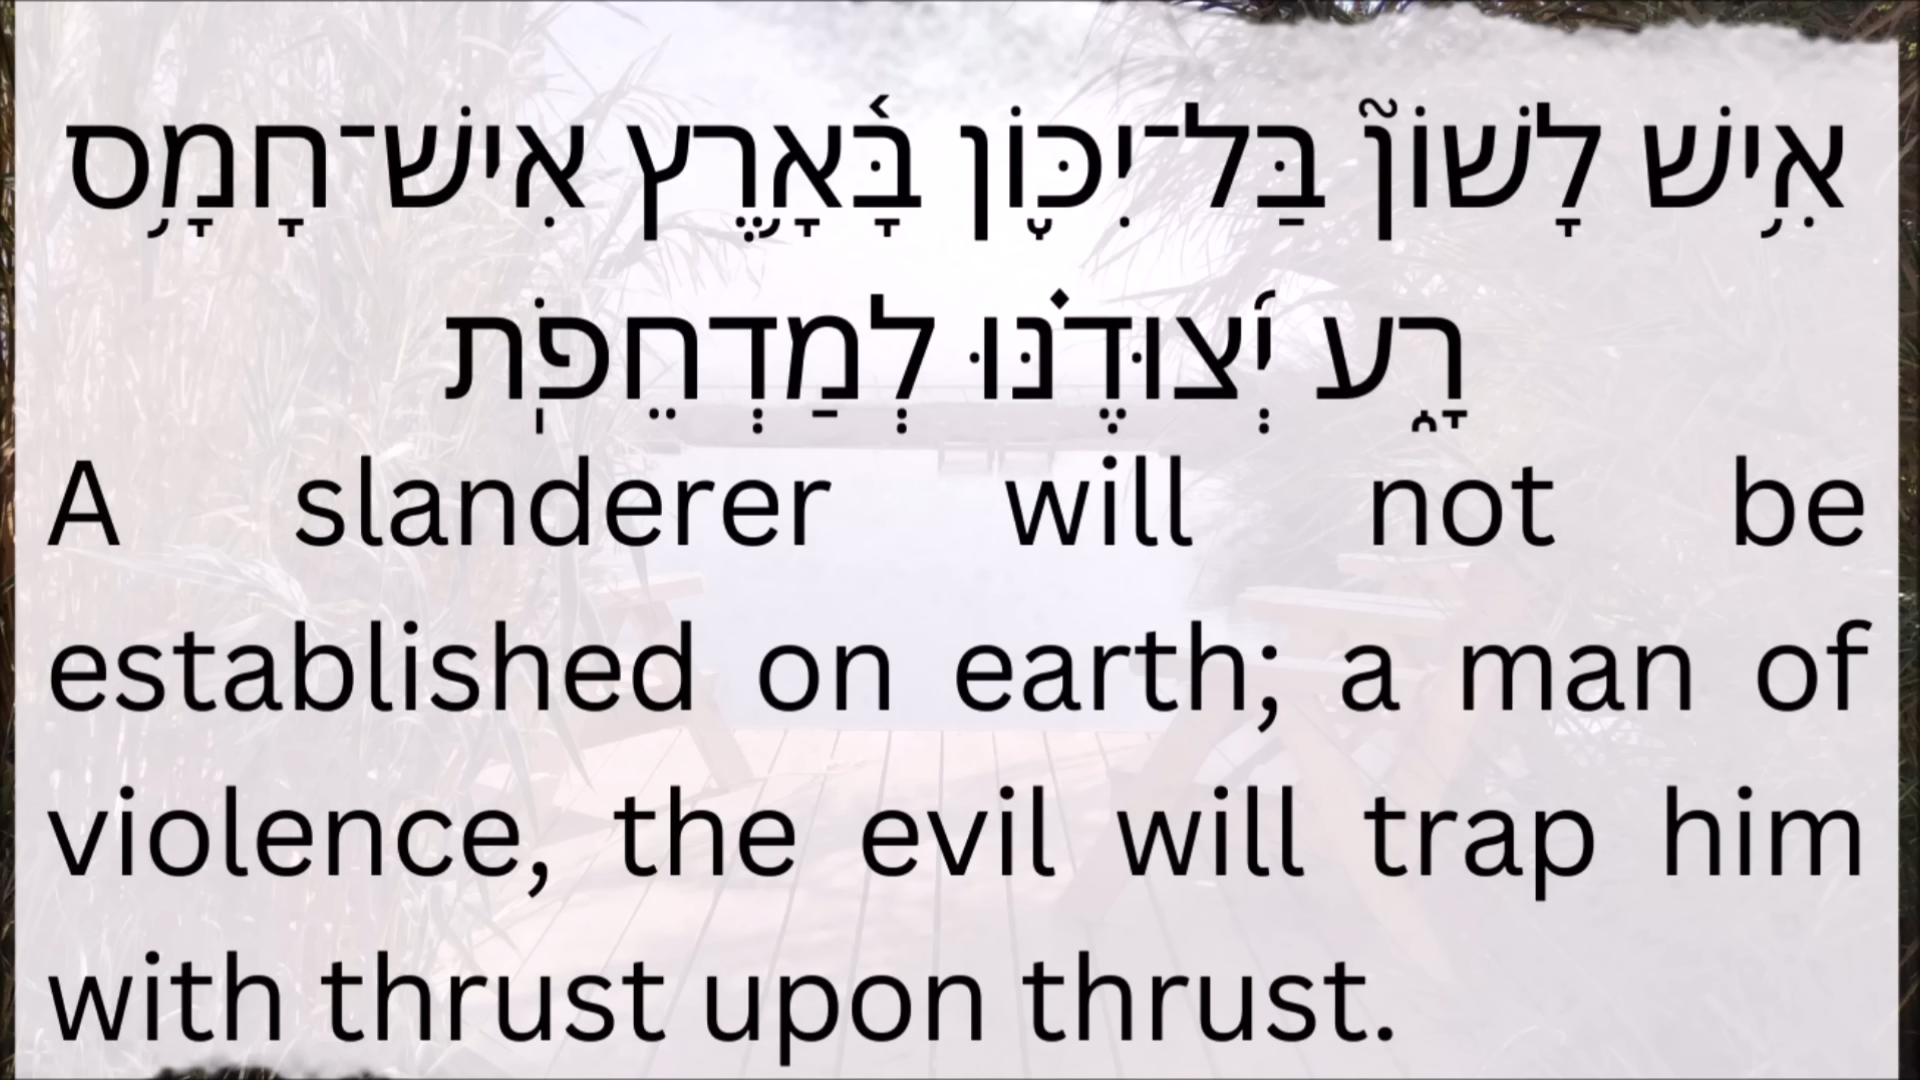 אִ֥ישׁ לָשׁוֹן֮ בַּל־יִכּ֪וֹן בָּ֫אָ֥רֶץ אִישׁ־חָמָ֥ס
רָ֑ע יְ֝צוּדֶ֗נּוּ לְמַדְחֵפֹֽת
A slanderer will not be
established on earth; a man of
violence, the evil will trap him
with thrust upon thrust.